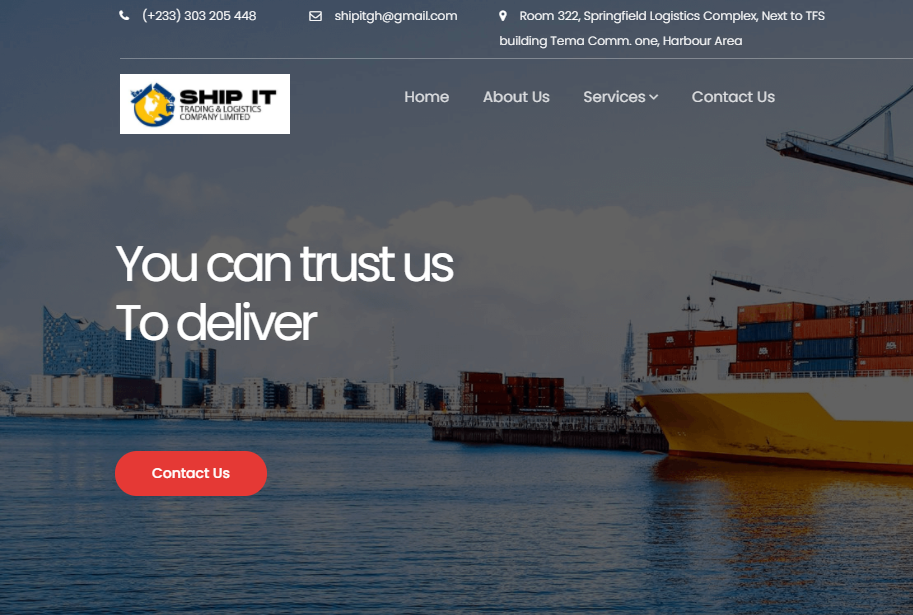 (+233) 303 205 448
shipitgh@gmail.com
Room 322, Springfield Logistics Complex, Next to TFS
building Tema Comm. one, Harbour Area
SHIP IT
TRADING & LOGISTICS
COMPANY LIMITED
Home
About Us
Services
Contact Us
You can trust us
To deliver
Contact Us